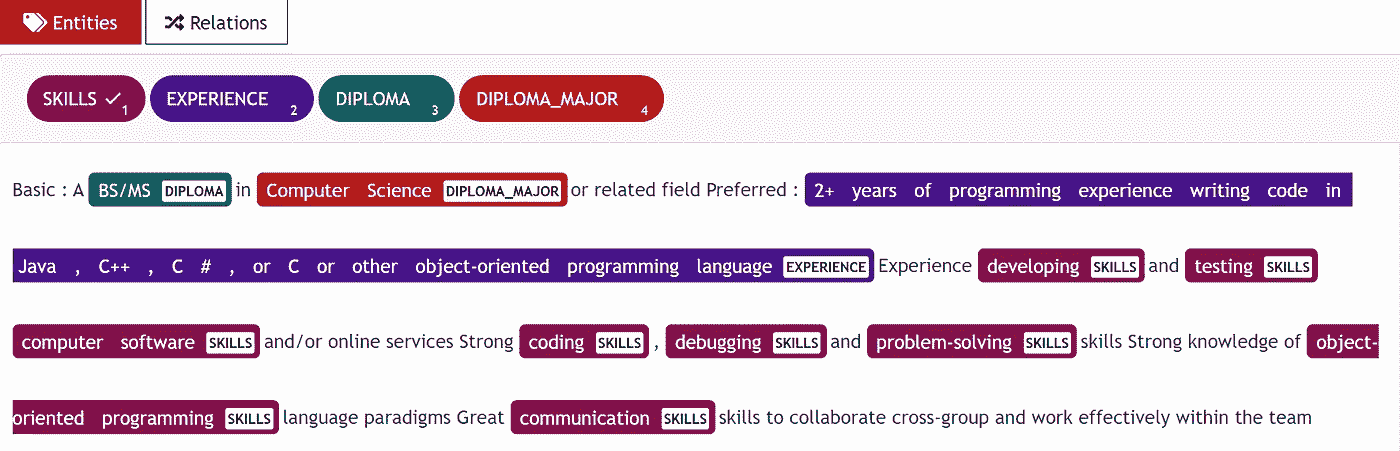 Entities Relations
SKILLS ✓ 1 EXPERIENCE 2 DIPLOMA 3 DIPLOMA_MAJOR 4
Basic : A BS/MS DIPLOMA in Computer Science DIPLOMA_MAJOR or related field Preferred : 2+ years of programming experience writing code in
Java , C++ , C # , or C or other object-oriented programming language EXPERIENCE Experience developing SKILLS and testing SKILLS
computer software SKILLS and/or online services Strong coding SKILLS , debugging SKILLS and problem-solving SKILLS skills Strong knowledge of object-
oriented programming SKILLS language paradigms Great communication SKILLS skills to collaborate cross-group and work effectively within the team